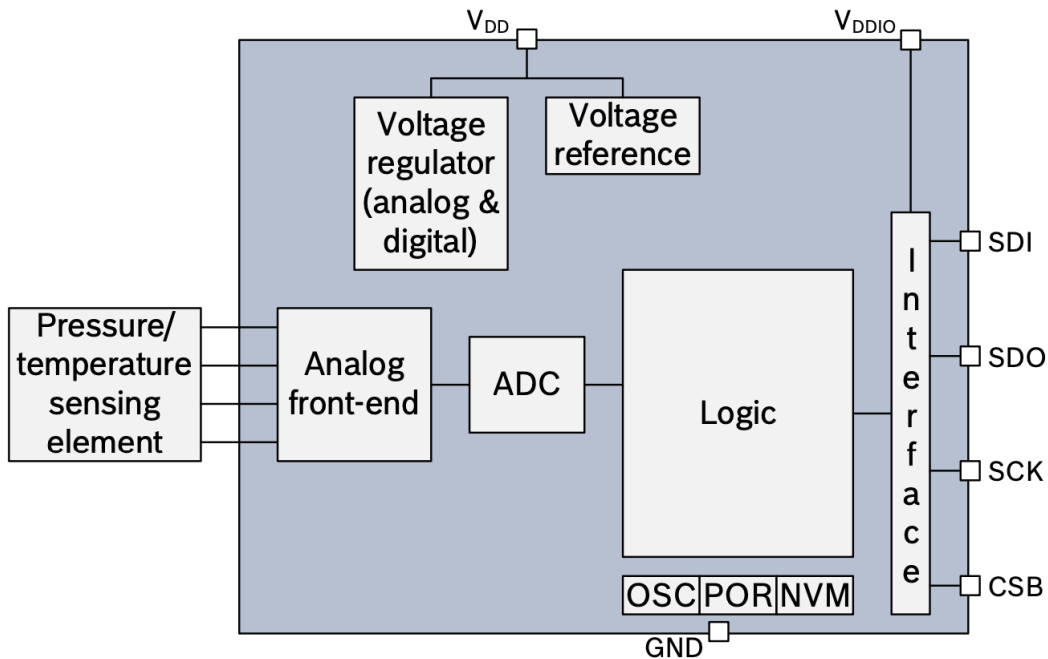 VDD
VDDIO
Voltage
regulator
(analog &
digital)
Voltage
reference
Pressure/
temperature
sensing
element
Analog
front-end
ADC
Logic
Interface
SDI
SDO
SCK
CSB
OSC POR NVM
GND